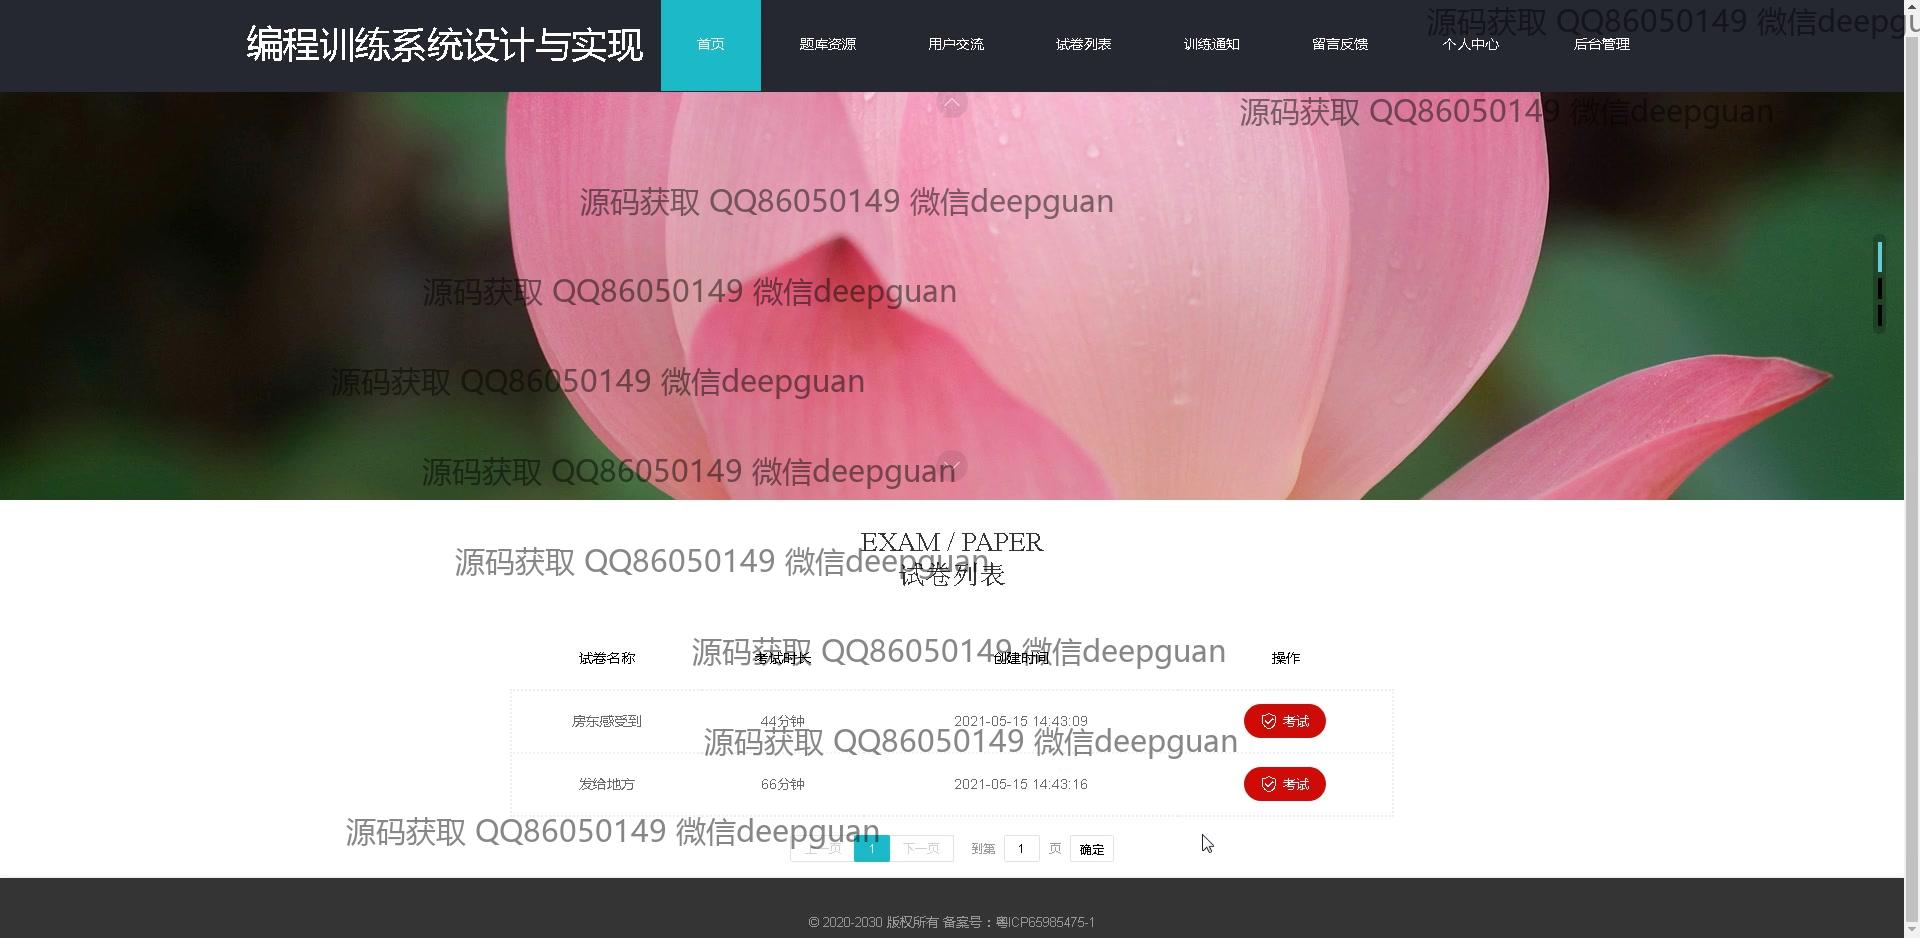 编程训练系统设计与实现
首页 题库资源 用户交流 试卷列表 训练通知 留言反馈 个人中心 后台管理
源码获取 QQ86050149 微信deepgu
源码获取 QQ86050149 微信deepguan
源码获取 QQ86050149 微信deepguan
源码获取 QQ86050149 微信deepguan
源码获取 QQ86050149 微信deepguan
源码获取 QQ86050149 微信deepguan
EXAM / PAPER
源码获取 QQ86050149 微信deepguan
试卷列表
源码获取 QQ86050149 微信deepguan
试卷名称 考试时长 创建时间 操作
房东感受到 44分钟 2021-05-15 14:43:09 考试
源码获取 QQ86050149 微信deepguan
发给地方 66分钟 2021-05-15 14:43:16 考试
源码获取 QQ86050149 微信deepguan
上一页 1 下一页 到第 1 页 确定
© 2020-2030 版权所有 备案号：粤ICP65985475-1